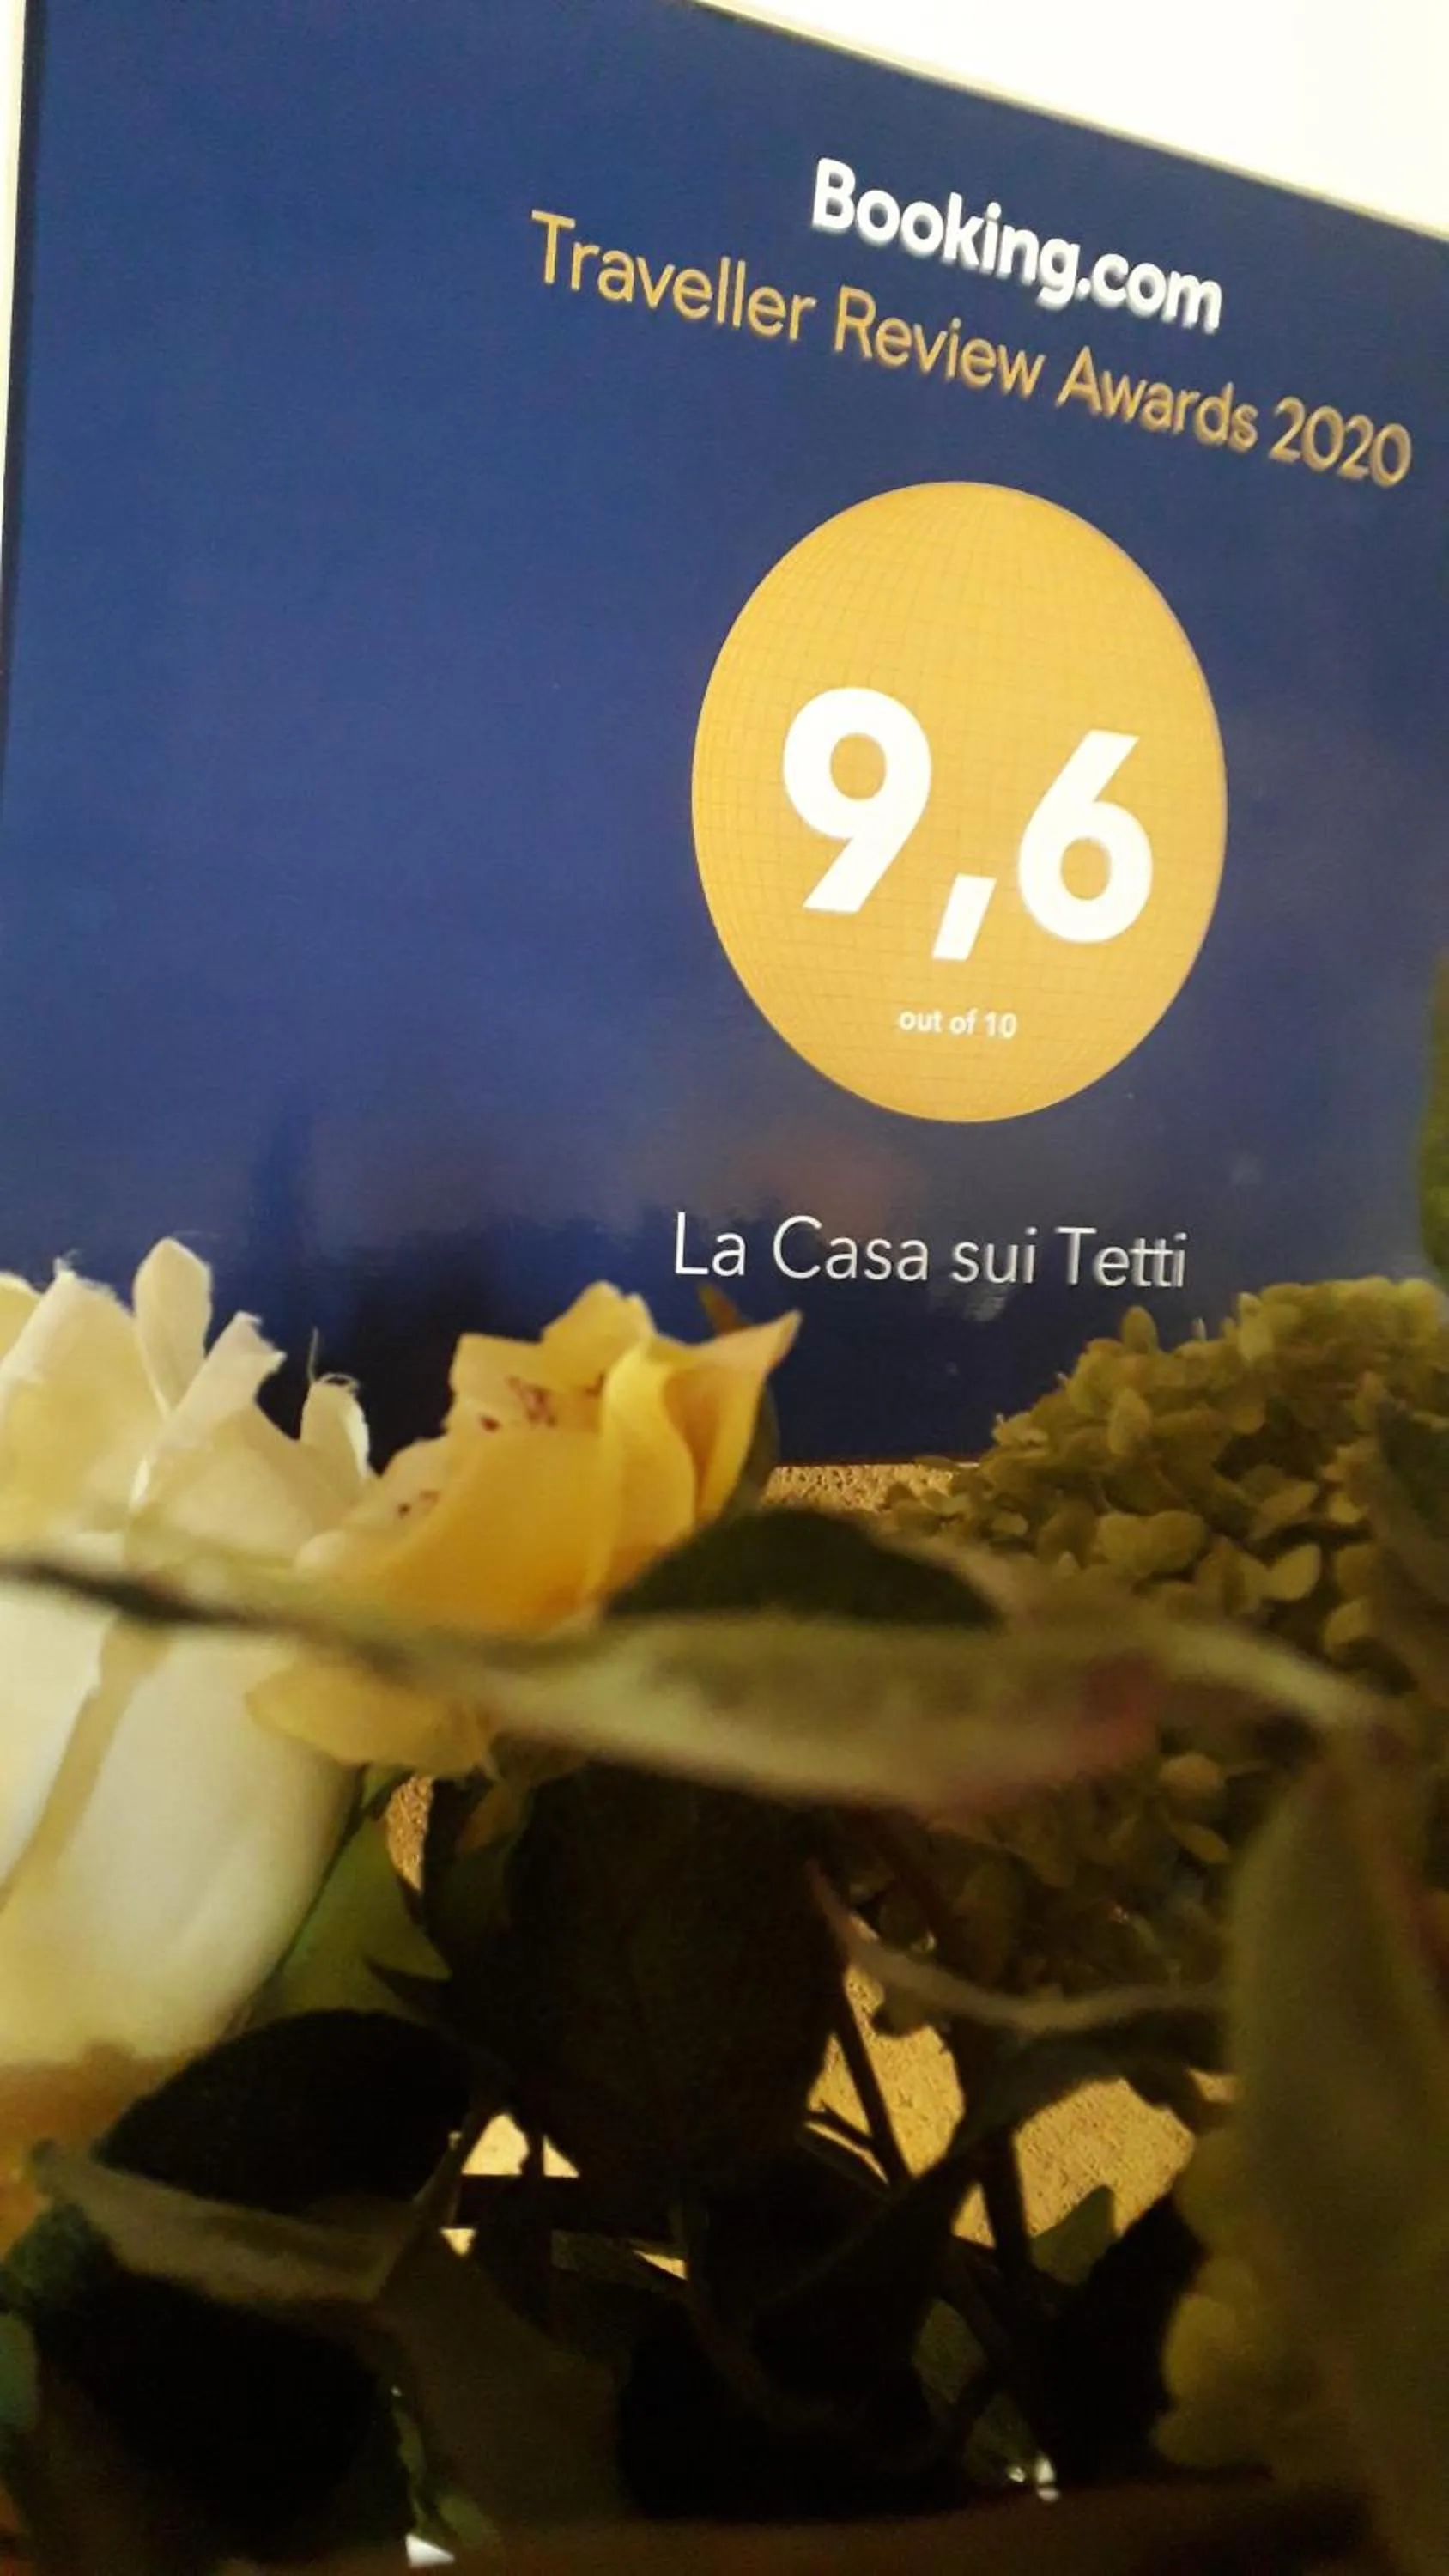 Booking.com
Traveller Review Awards 2020
9,6
out of 10
La Casa sui Tetti